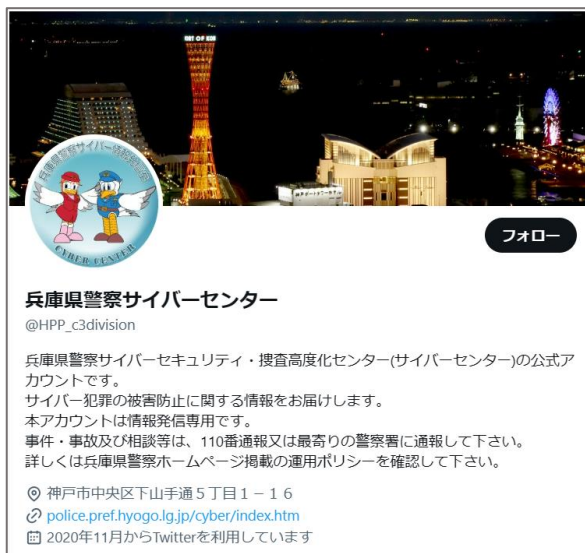 兵庫県警察サイバーセンター
CYBER CENTER
フォロー
兵庫県警察サイバーセンター
@HPP_c3division
兵庫県警察サイバーセキュリティ・捜査高度化センター(サイバーセンター)の公式ア
カウントです。
サイバー犯罪の被害防止に関する情報をお届けします。
本アカウントは情報発信専用です。
事件・事故及び相談等は、110番通報又は最寄りの警察署に通報して下さい。
詳しくは兵庫県警察ホームページ掲載の運用ポリシーを確認して下さい。
神戸市中央区下山手通5丁目1-16
police.pref.hyogo.lg.jp/cyber/index.htm
2020年11月からTwitterを利用しています